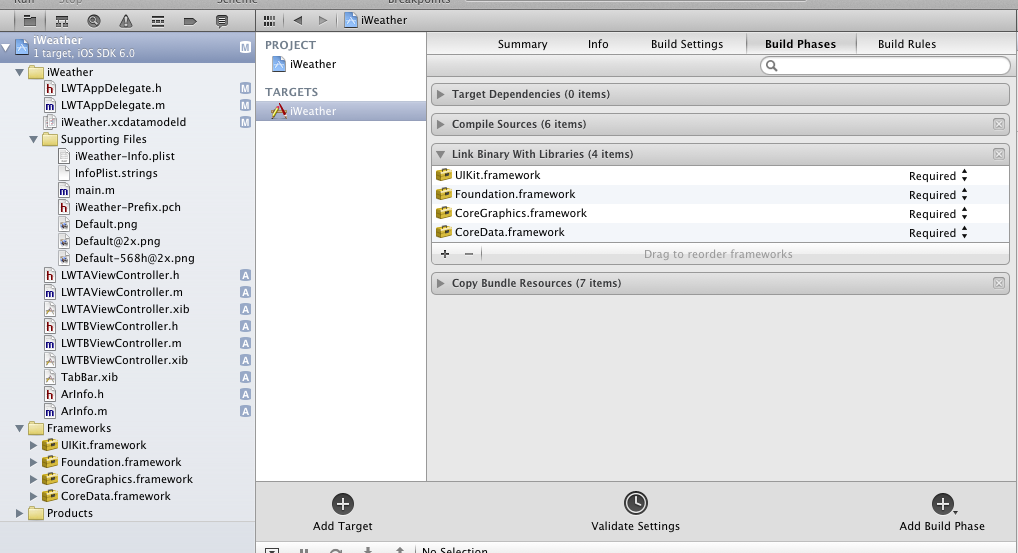 Run Stop Scheme Breakpoints
iWeather
iWeather
1 target, iOS SDK 6.0
M
iWeather
LWTAppDelegate.h M
LWTAppDelegate.m M
iWeather.xcdatamodeld M
Supporting Files
iWeather-Info.plist
InfoPlist.strings
main.m
iWeather-Prefix.pch
Default.png
Default@2x.png
Default-568h@2x.png
LWTAViewController.h A
LWTAViewController.m A
LWTAViewController.xib A
LWTBViewController.h A
LWTBViewController.m A
LWTBViewController.xib A
TabBar.xib A
ArInfo.h A
ArInfo.m A
Frameworks
UIKit.framework
Foundation.framework
CoreGraphics.framework
CoreData.framework
Products
PROJECT
iWeather
TARGETS
iWeather
Summary Info Build Settings Build Phases Build Rules
Target Dependencies (0 items)
Compile Sources (6 items)
Link Binary With Libraries (4 items)
UIKit.framework Required
Foundation.framework Required
CoreGraphics.framework Required
CoreData.framework Required
Drag to reorder frameworks
Copy Bundle Resources (7 items)
Add Target Validate Settings Add Build Phase
No Selection